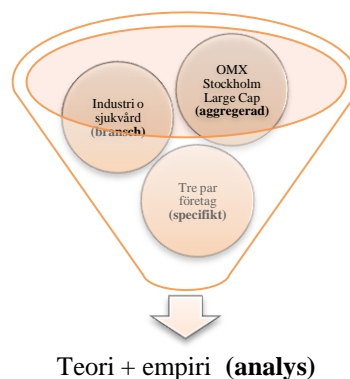 OMX
Stockholm
Large Cap
(aggregerad)
Industri o
sjukvård
(bransch)
Tre par
företag
(specifikt)
Teori + empiri (analys)